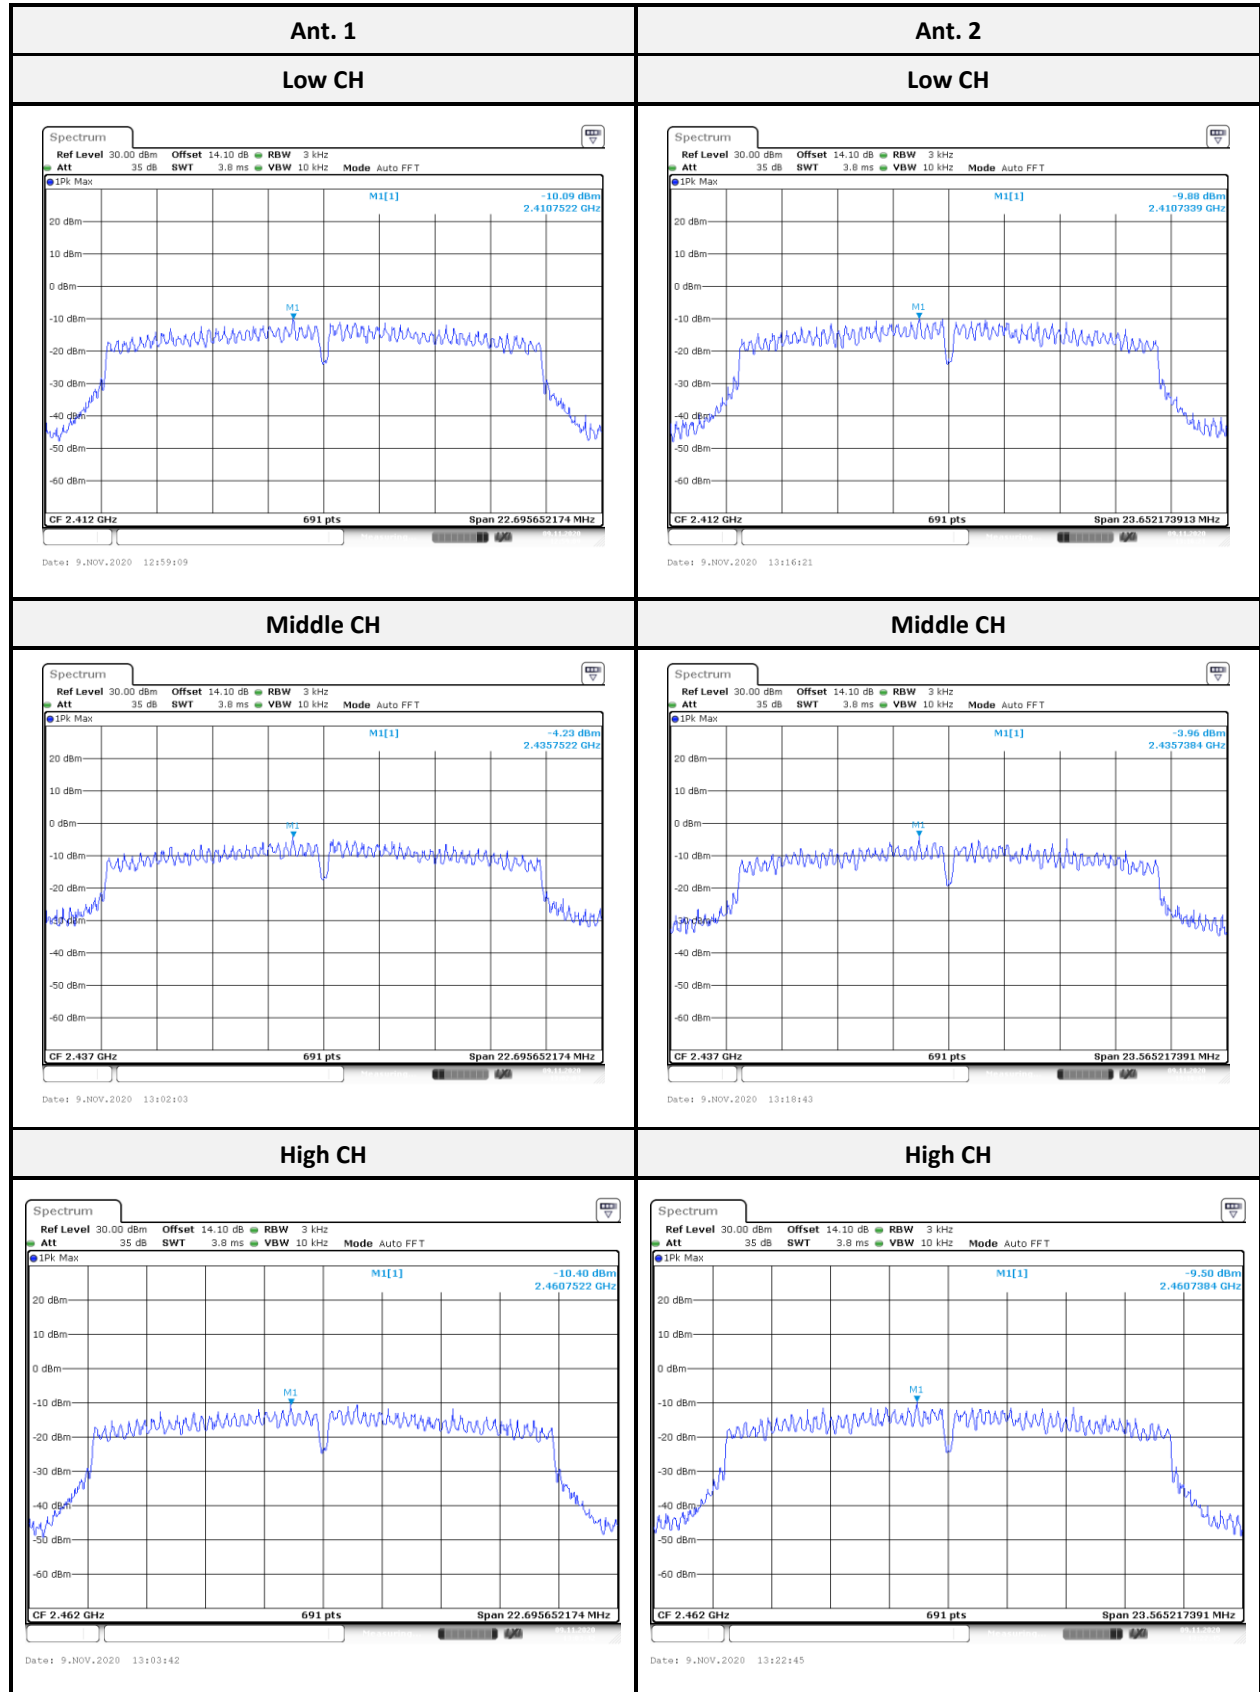 Ant. 1
Ant. 2
Low CH
Low CH
Spectrum
Ref Level 30.00 dBm Offset 14.10 dB RBW 3 kHz
Att 35 dB SWT 3.8 ms VBW 10 kHz Mode Auto FFT
1Pk Max
M1[1] -10.09 dBm
2.4107522 GHz
20 dBm
10 dBm
0 dBm
M1
-10 dBm
-20 dBm
-30 dBm
-40 dBm
-50 dBm
-60 dBm
CF 2.412 GHz 691 pts Span 22.695652174 MHz
Date: 9.NOV.2020 12:59:09
Spectrum
Ref Level 30.00 dBm Offset 14.10 dB RBW 3 kHz
Att 35 dB SWT 3.8 ms VBW 10 kHz Mode Auto FFT
1Pk Max
M1[1] -9.88 dBm
2.4107339 GHz
20 dBm
10 dBm
0 dBm
M1
-10 dBm
-20 dBm
-30 dBm
-40 dBm
-50 dBm
-60 dBm
CF 2.412 GHz 691 pts Span 23.652173913 MHz
Date: 9.NOV.2020 13:16:21
Middle CH
Middle CH
Spectrum
Ref Level 30.00 dBm Offset 14.10 dB RBW 3 kHz
Att 35 dB SWT 3.8 ms VBW 10 kHz Mode Auto FFT
1Pk Max
M1[1] -4.23 dBm
2.4357522 GHz
20 dBm
10 dBm
0 dBm
M1
-10 dBm
-20 dBm
-30 dBm
-40 dBm
-50 dBm
-60 dBm
CF 2.437 GHz 691 pts Span 22.695652174 MHz
Date: 9.NOV.2020 13:02:03
Spectrum
Ref Level 30.00 dBm Offset 14.10 dB RBW 3 kHz
Att 35 dB SWT 3.8 ms VBW 10 kHz Mode Auto FFT
1Pk Max
M1[1] -3.96 dBm
2.4357384 GHz
20 dBm
10 dBm
0 dBm
M1
-10 dBm
-20 dBm
-30 dBm
-40 dBm
-50 dBm
-60 dBm
CF 2.437 GHz 691 pts Span 23.565217391 MHz
Date: 9.NOV.2020 13:18:43
High CH
High CH
Spectrum
Ref Level 30.00 dBm Offset 14.10 dB RBW 3 kHz
Att 35 dB SWT 3.8 ms VBW 10 kHz Mode Auto FFT
1Pk Max
M1[1] -10.40 dBm
2.4607522 GHz
20 dBm
10 dBm
0 dBm
M1
-10 dBm
-20 dBm
-30 dBm
-40 dBm
-50 dBm
-60 dBm
CF 2.462 GHz 691 pts Span 22.695652174 MHz
Date: 9.NOV.2020 13:03:42
Spectrum
Ref Level 30.00 dBm Offset 14.10 dB RBW 3 kHz
Att 35 dB SWT 3.8 ms VBW 10 kHz Mode Auto FFT
1Pk Max
M1[1] -9.50 dBm
2.4607384 GHz
20 dBm
10 dBm
0 dBm
M1
-10 dBm
-20 dBm
-30 dBm
-40 dBm
-50 dBm
-60 dBm
CF 2.462 GHz 691 pts Span 23.565217391 MHz
Date: 9.NOV.2020 13:22:45